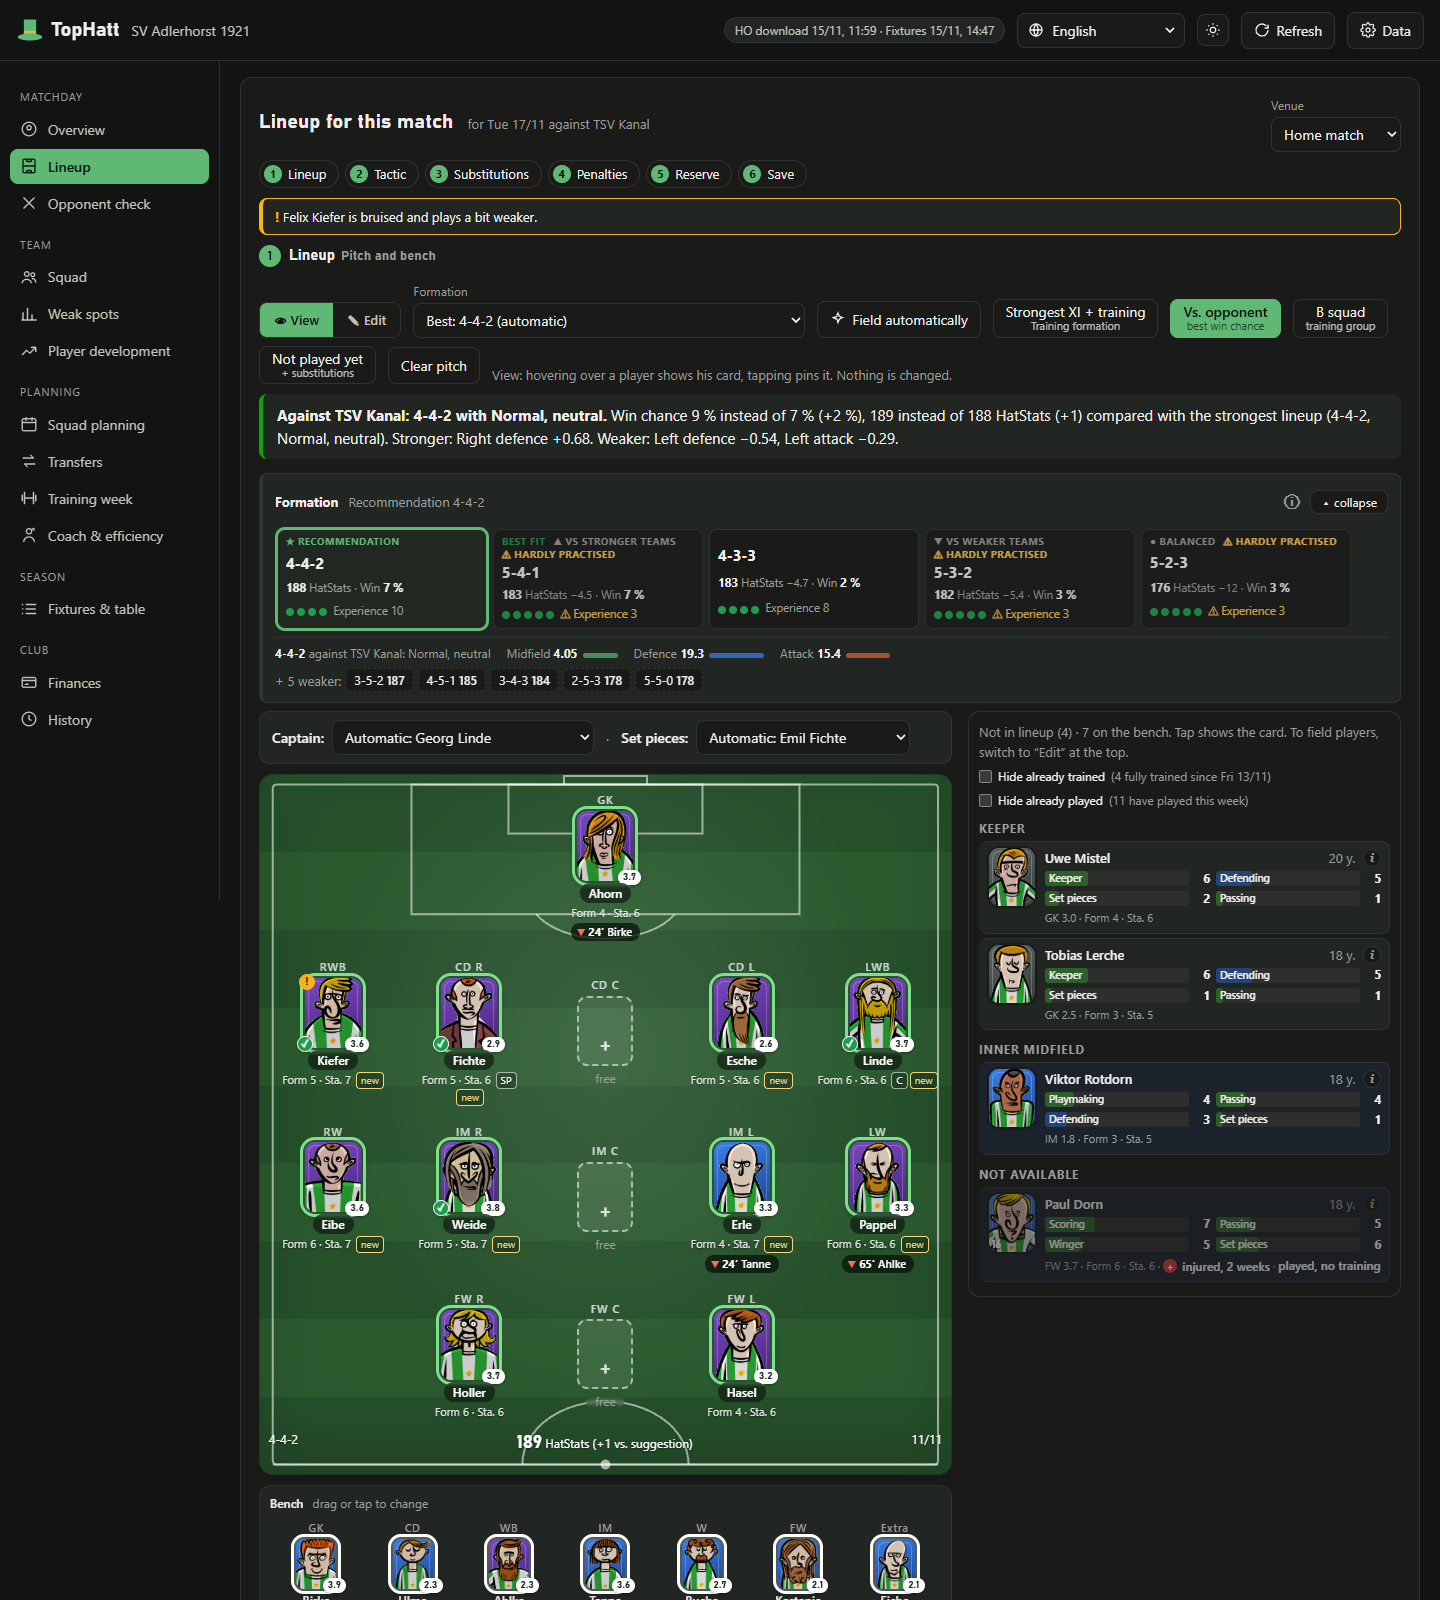 TopHatt SV Adlerhorst 1921
HO download 15/11, 11:59 · Fixtures 15/11, 14:47
English
Refresh
Data
MATCHDAY
Overview
Lineup
Opponent check
TEAM
Squad
Weak spots
Player development
PLANNING
Squad planning
Transfers
Training week
Coach & efficiency
SEASON
Fixtures & table
CLUB
Finances
History
Lineup for this match for Tue 17/11 against TSV Kanal
Venue
Home match
1 Lineup
2 Tactic
3 Substitutions
4 Penalties
5 Reserve
6 Save
! Felix Kiefer is bruised and plays a bit weaker.
1 Lineup Pitch and bench
View
Edit
Formation
Best: 4-4-2 (automatic)
Field automatically
Strongest XI + training
Training formation
Vs. opponent
best win chance
B squad
training group
Not played yet
+ substitutions
Clear pitch
View: hovering over a player shows his card, tapping pins it. Nothing is changed.
Against TSV Kanal: 4-4-2 with Normal, neutral. Win chance 9 % instead of 7 % (+2 %), 189 instead of 188 HatStats (+1) compared with the strongest lineup (4-4-2,
Normal, neutral). Stronger: Right defence +0.68. Weaker: Left defence −0.54, Left attack −0.29.
Formation Recommendation 4-4-2
▴ collapse
★ RECOMMENDATION
4-4-2
188 HatStats · Win 7 %
Experience 10
BEST FIT ▲ VS STRONGER TEAMS
⚠ HARDLY PRACTISED
5-4-1
183 HatStats −4.5 · Win 7 %
⚠ Experience 3
4-3-3
183 HatStats −4.7 · Win 2 %
Experience 8
▼ VS WEAKER TEAMS
⚠ HARDLY PRACTISED
5-3-2
182 HatStats −5.4 · Win 3 %
⚠ Experience 3
● BALANCED ⚠ HARDLY PRACTISED
5-2-3
176 HatStats −12 · Win 3 %
⚠ Experience 3
4-4-2 against TSV Kanal: Normal, neutral Midfield 4.05 Defence 19.3 Attack 15.4
+ 5 weaker: 3-5-2 187 4-5-1 185 3-4-3 184 2-5-3 178 5-5-0 178
Captain: Automatic: Georg Linde · Set pieces: Automatic: Emil Fichte
GK
3.7
Ahorn
Form 4 · Sta. 6
▼ 24′ Birke
RWB
!
3.6
Kiefer
Form 5 · Sta. 7 new
CD R
2.9
Fichte
Form 5 · Sta. 6 SP
new
CD C
+
free
CD L
2.6
Esche
Form 5 · Sta. 6 new
LWB
3.7
Linde
Form 6 · Sta. 6 C new
RW
3.6
Eibe
Form 6 · Sta. 7 new
IM R
3.8
Weide
Form 5 · Sta. 7 new
IM C
+
free
IM L
3.3
Erle
Form 4 · Sta. 7 new
▼ 24′ Tanne
LW
3.3
Pappel
Form 6 · Sta. 6 new
▼ 65′ Ahlke
FW R
3.7
Holler
Form 6 · Sta. 6
FW C
+
free
FW L
3.2
Hasel
Form 4 · Sta. 6
4-4-2
189 HatStats (+1 vs. suggestion)
11/11
Bench drag or tap to change
GK
3.9
CD
2.3
WB
2.3
IM
3.6
W
2.7
FW
2.1
Extra
2.1
Not in lineup (4) · 7 on the bench. Tap shows the card. To field players,
switch to “Edit” at the top.
Hide already trained (4 fully trained since Fri 13/11)
Hide already played (11 have played this week)
KEEPER
Uwe Mistel 20 y. i
Keeper 6 Defending 5
Set pieces 2 Passing 1
GK 3.0 · Form 4 · Sta. 6
Tobias Lerche 18 y. i
Keeper 6 Defending 5
Set pieces 1 Passing 1
GK 2.5 · Form 3 · Sta. 5
INNER MIDFIELD
Viktor Rotdorn 18 y. i
Playmaking 4 Passing 4
Defending 3 Set pieces 1
IM 1.8 · Form 3 · Sta. 5
NOT AVAILABLE
Paul Dorn 18 y. i
Scoring 7 Passing 5
Winger 5 Set pieces 6
FW 3.7 · Form 6 · Sta. 6 · + injured, 2 weeks · played, no training